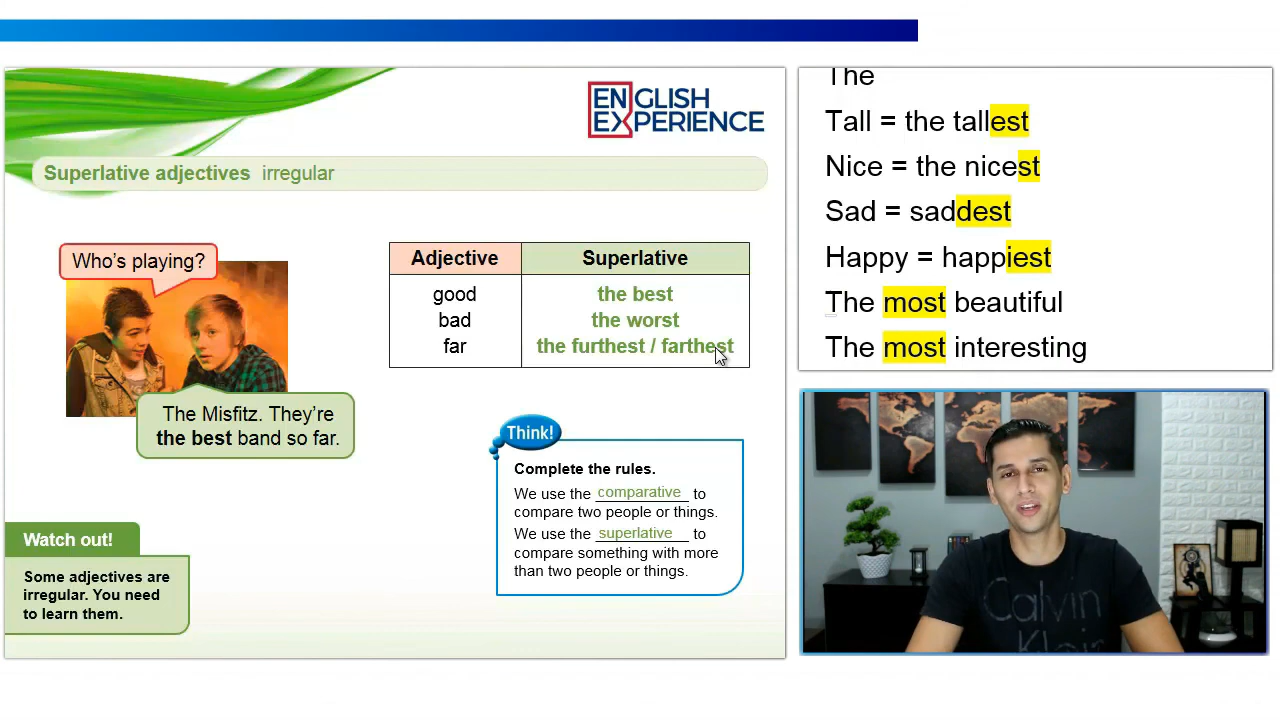 ENGLISH
EXPERIENCE
Superlative adjectives irregular
Who's playing?
The Misfitz. They're
the best band so far.
Adjective Superlative
good the best
bad the worst
far the furthest / farthest
Think!
Complete the rules.
We use the comparative to
compare two people or things.
We use the superlative to
compare something with more
than two people or things.
Watch out!
Some adjectives are
irregular. You need
to learn them.
The
Tall = the tallest
Nice = the nicest
Sad = saddest
Happy = happiest
The most beautiful
The most interesting
Calvin
Klein